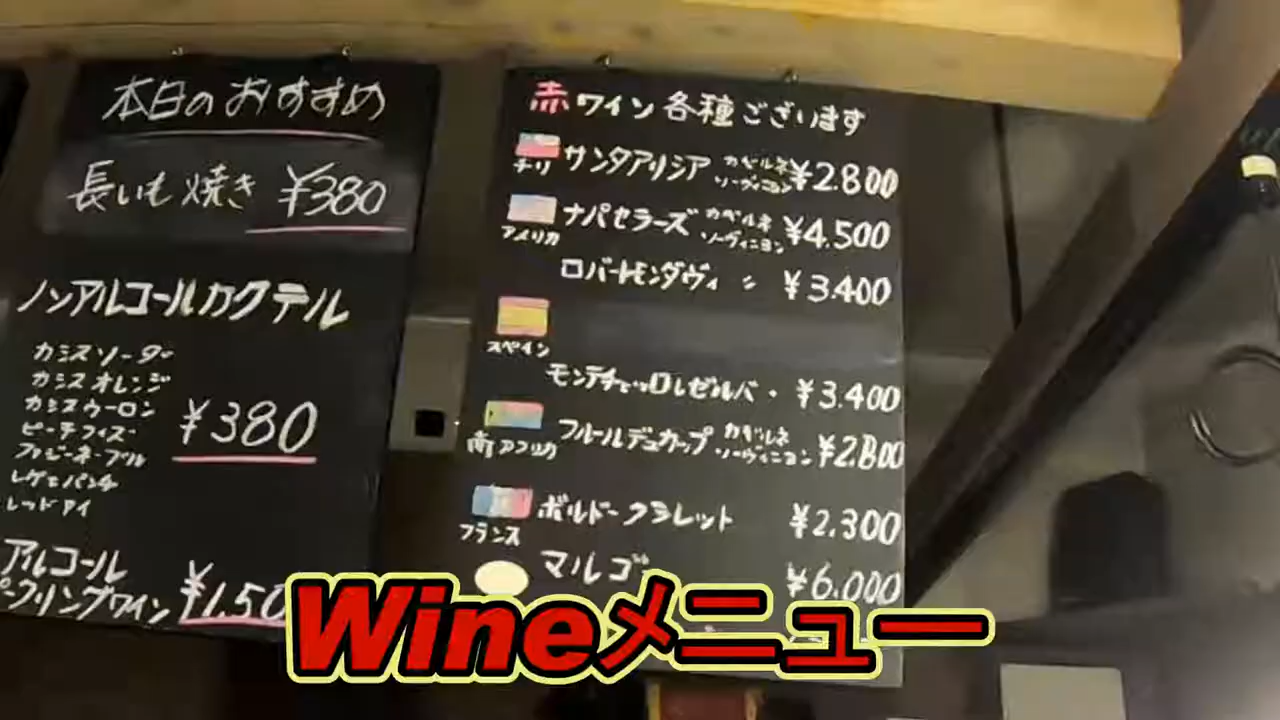 本日のおすすめ
長いも焼き ¥380
ノンアルコールカクテル
カシスソーダー
カシスオレンジ
カシスウーロン
ピーチフィズ
ファジーネーブル
レゲエパンチ
レッドアイ
¥380
アルコール
ークリングワイン ¥1.50
赤ワイン各種ございます
チリ サンタアリシア カベルネソーヴィニヨン ¥2.800
アメリカ ナパセラーズ カベルネソーヴィニヨン ¥4.500
ロバートモンダヴィ 〃 ¥3.400
スペイン
モンテチェッロレゼルバ・ ¥3.400
南アフリカ フルールデュカップ カベルネソーヴィニヨン ¥2.800
フランス ボルドークラレット ¥2.300
マルゴー ¥6.000
Wineメニュー